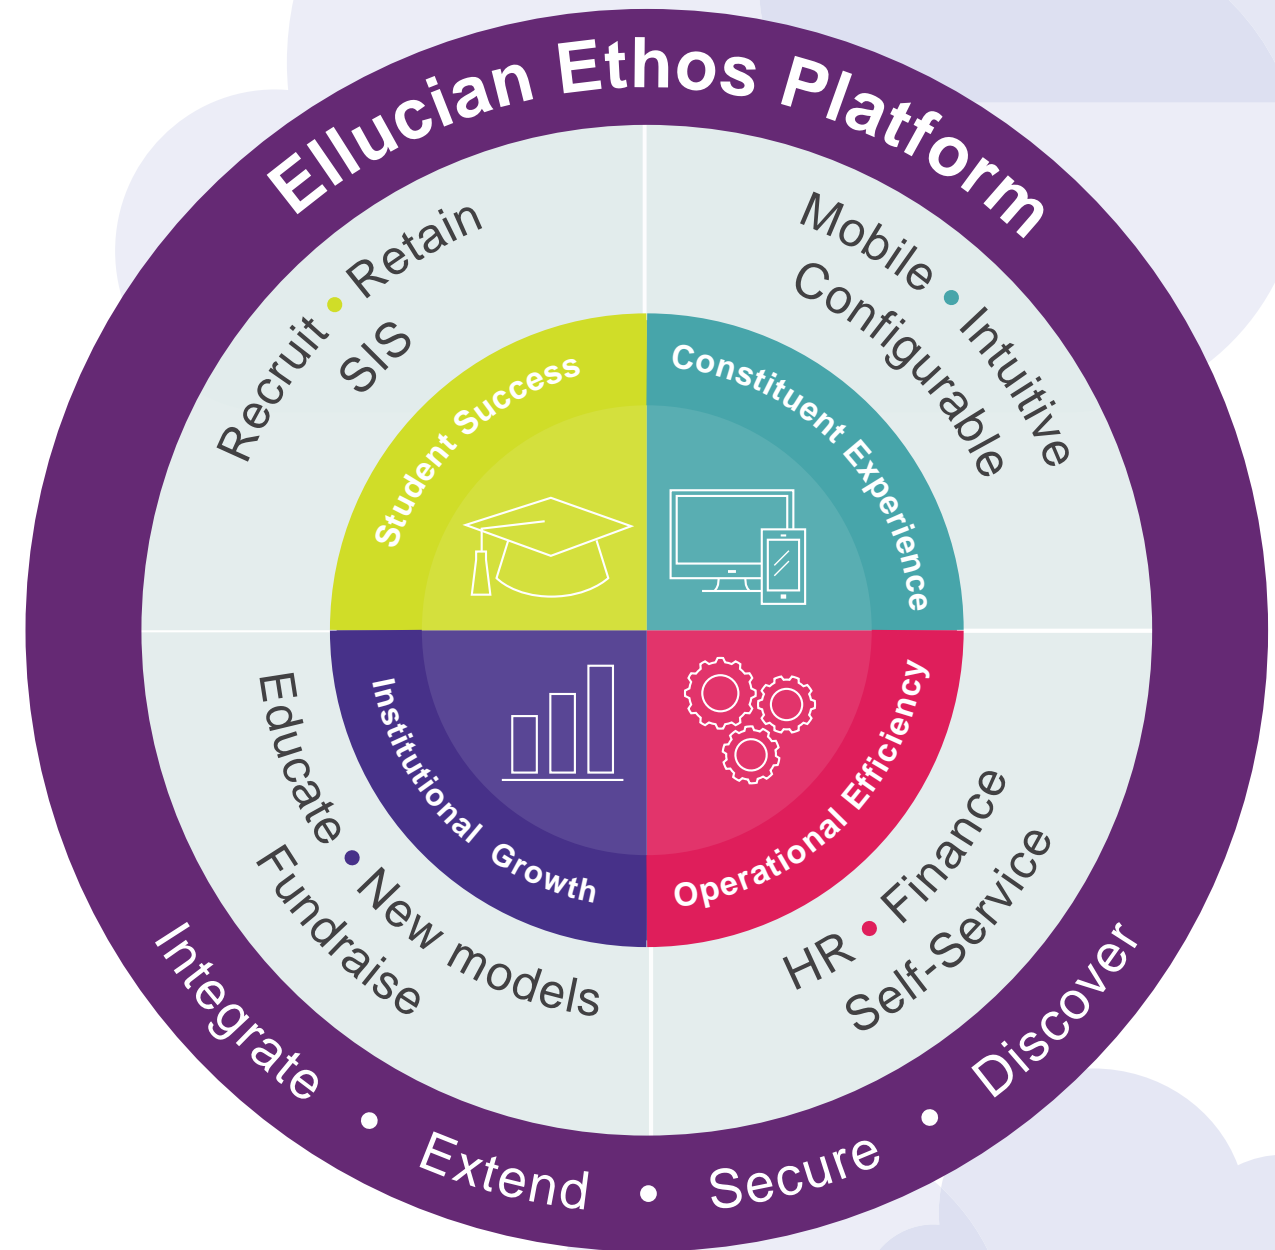 Ellucian Ethos Platform
Recruit • Retain
SIS
Mobile • Intuitive
Configurable
Student Success
Constituent Experience
Institutional Growth
Operational Efficiency
Educate • New models
Fundraise
HR • Finance
Self-Service
Integrate • Extend • Secure • Discover